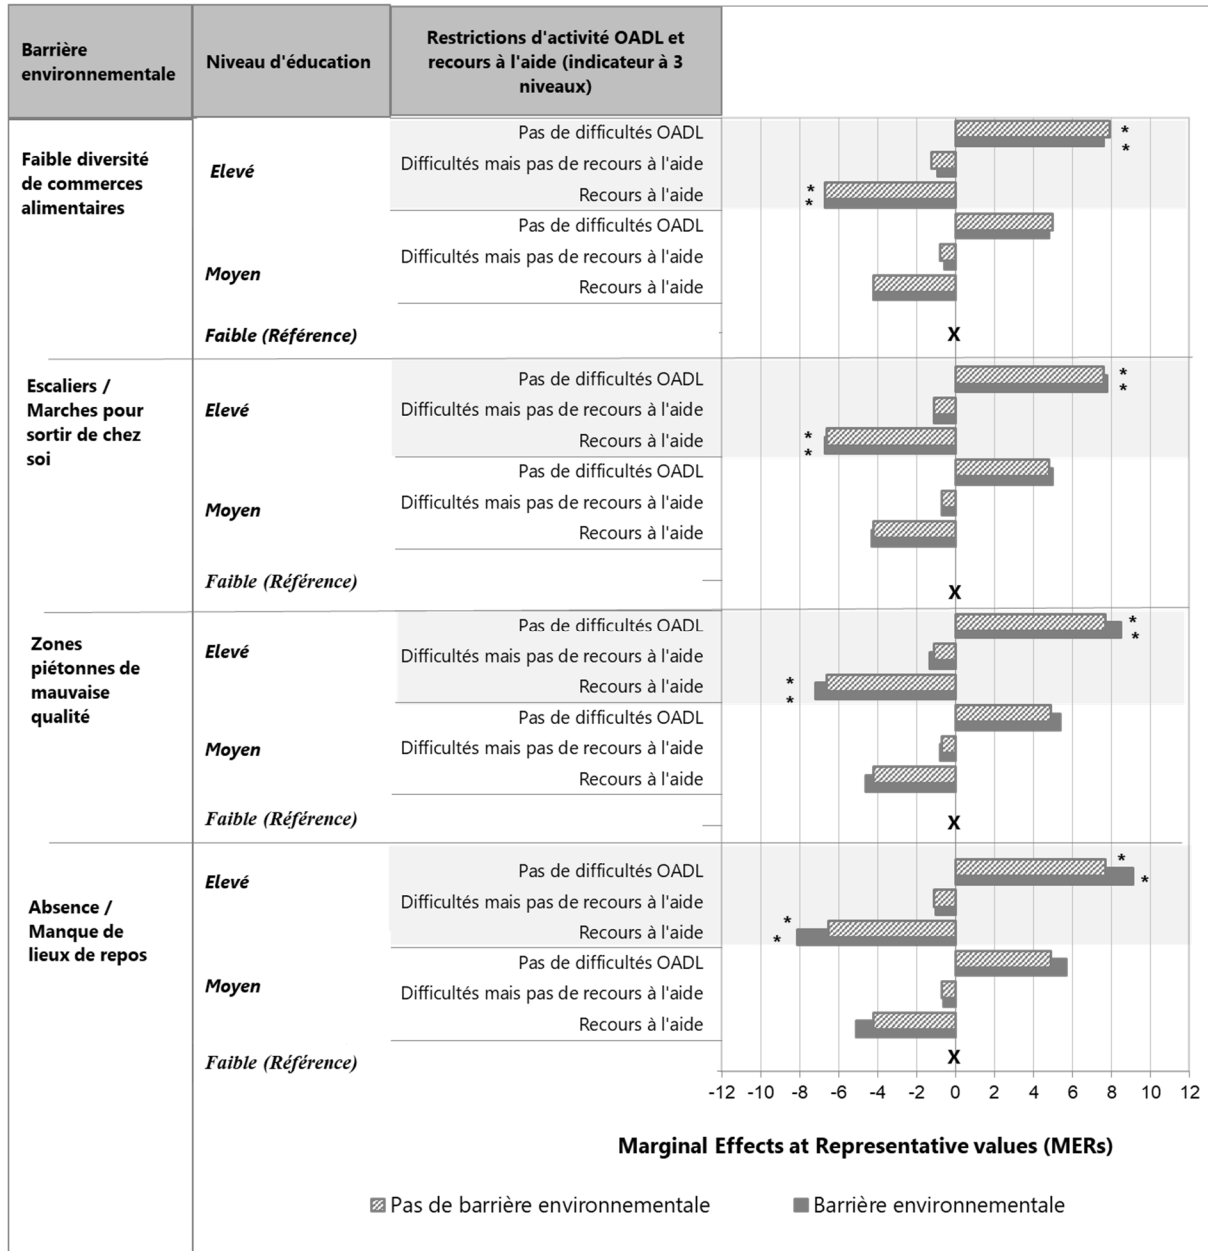 Barrière
environnementale
Niveau d'éducation
Restrictions d'activité OADL et
recours à l'aide (indicateur à 3
niveaux)
Faible diversité
de commerces
alimentaires
Elevé
Pas de difficultés OADL
*
*
Difficultés mais pas de recours à l'aide
Recours à l'aide
*
*
Moyen
Pas de difficultés OADL
Difficultés mais pas de recours à l'aide
Recours à l'aide
Faible (Référence)
X
Escaliers /
Marches pour
sortir de chez
soi
Elevé
Pas de difficultés OADL
*
*
Difficultés mais pas de recours à l'aide
Recours à l'aide
*
*
Moyen
Pas de difficultés OADL
Difficultés mais pas de recours à l'aide
Recours à l'aide
Faible (Référence)
X
Zones
piétonnes de
mauvaise
qualité
Elevé
Pas de difficultés OADL
*
*
Difficultés mais pas de recours à l'aide
Recours à l'aide
*
*
Moyen
Pas de difficultés OADL
Difficultés mais pas de recours à l'aide
Recours à l'aide
Faible (Référence)
X
Absence /
Manque de
lieux de repos
Elevé
Pas de difficultés OADL
*
*
Difficultés mais pas de recours à l'aide
Recours à l'aide
*
*
Moyen
Pas de difficultés OADL
Difficultés mais pas de recours à l'aide
Recours à l'aide
Faible (Référence)
X
-12 -10 -8 -6 -4 -2 0 2 4 6 8 10 12
Marginal Effects at Representative values (MERs)
Pas de barrière environnementale
Barrière environnementale